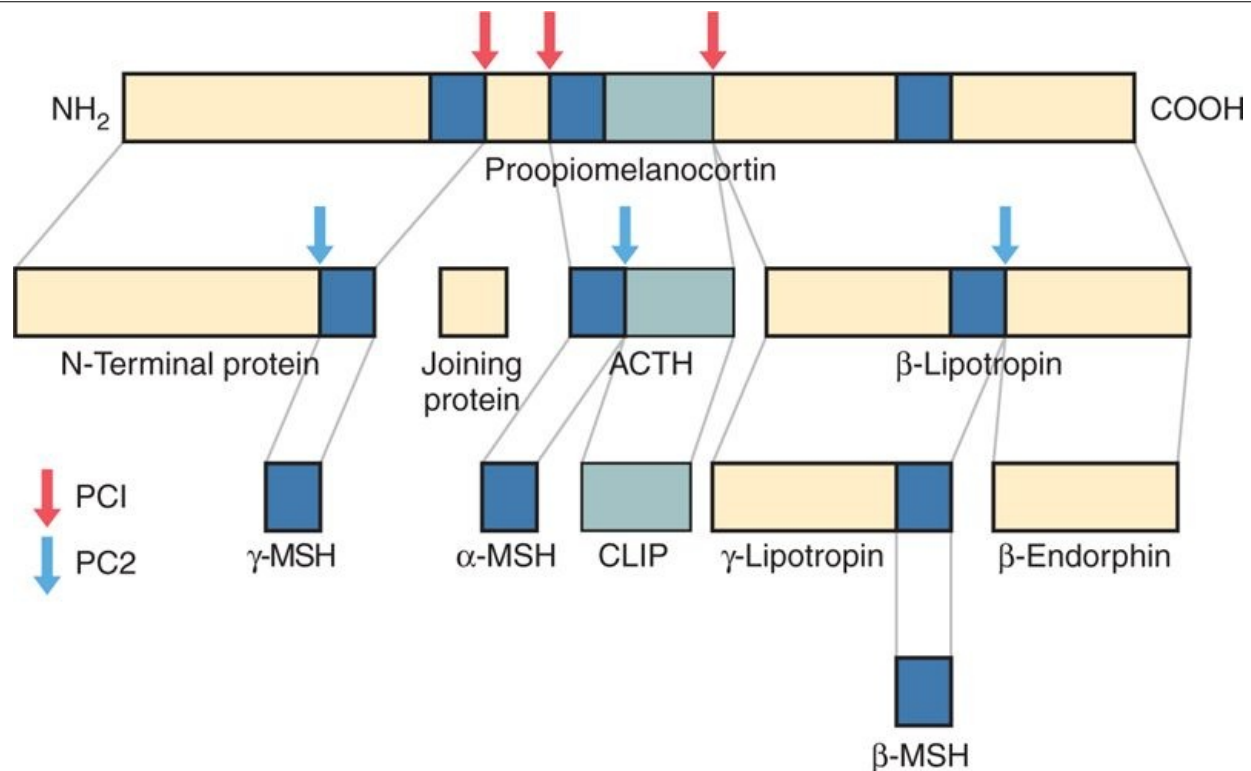 NH₂
COOH
Proopiomelanocortin
N-Terminal protein
Joining
protein
ACTH
β-Lipotropin
PCI
PC2
γ-MSH
α-MSH
CLIP
γ-Lipotropin
β-Endorphin
β-MSH